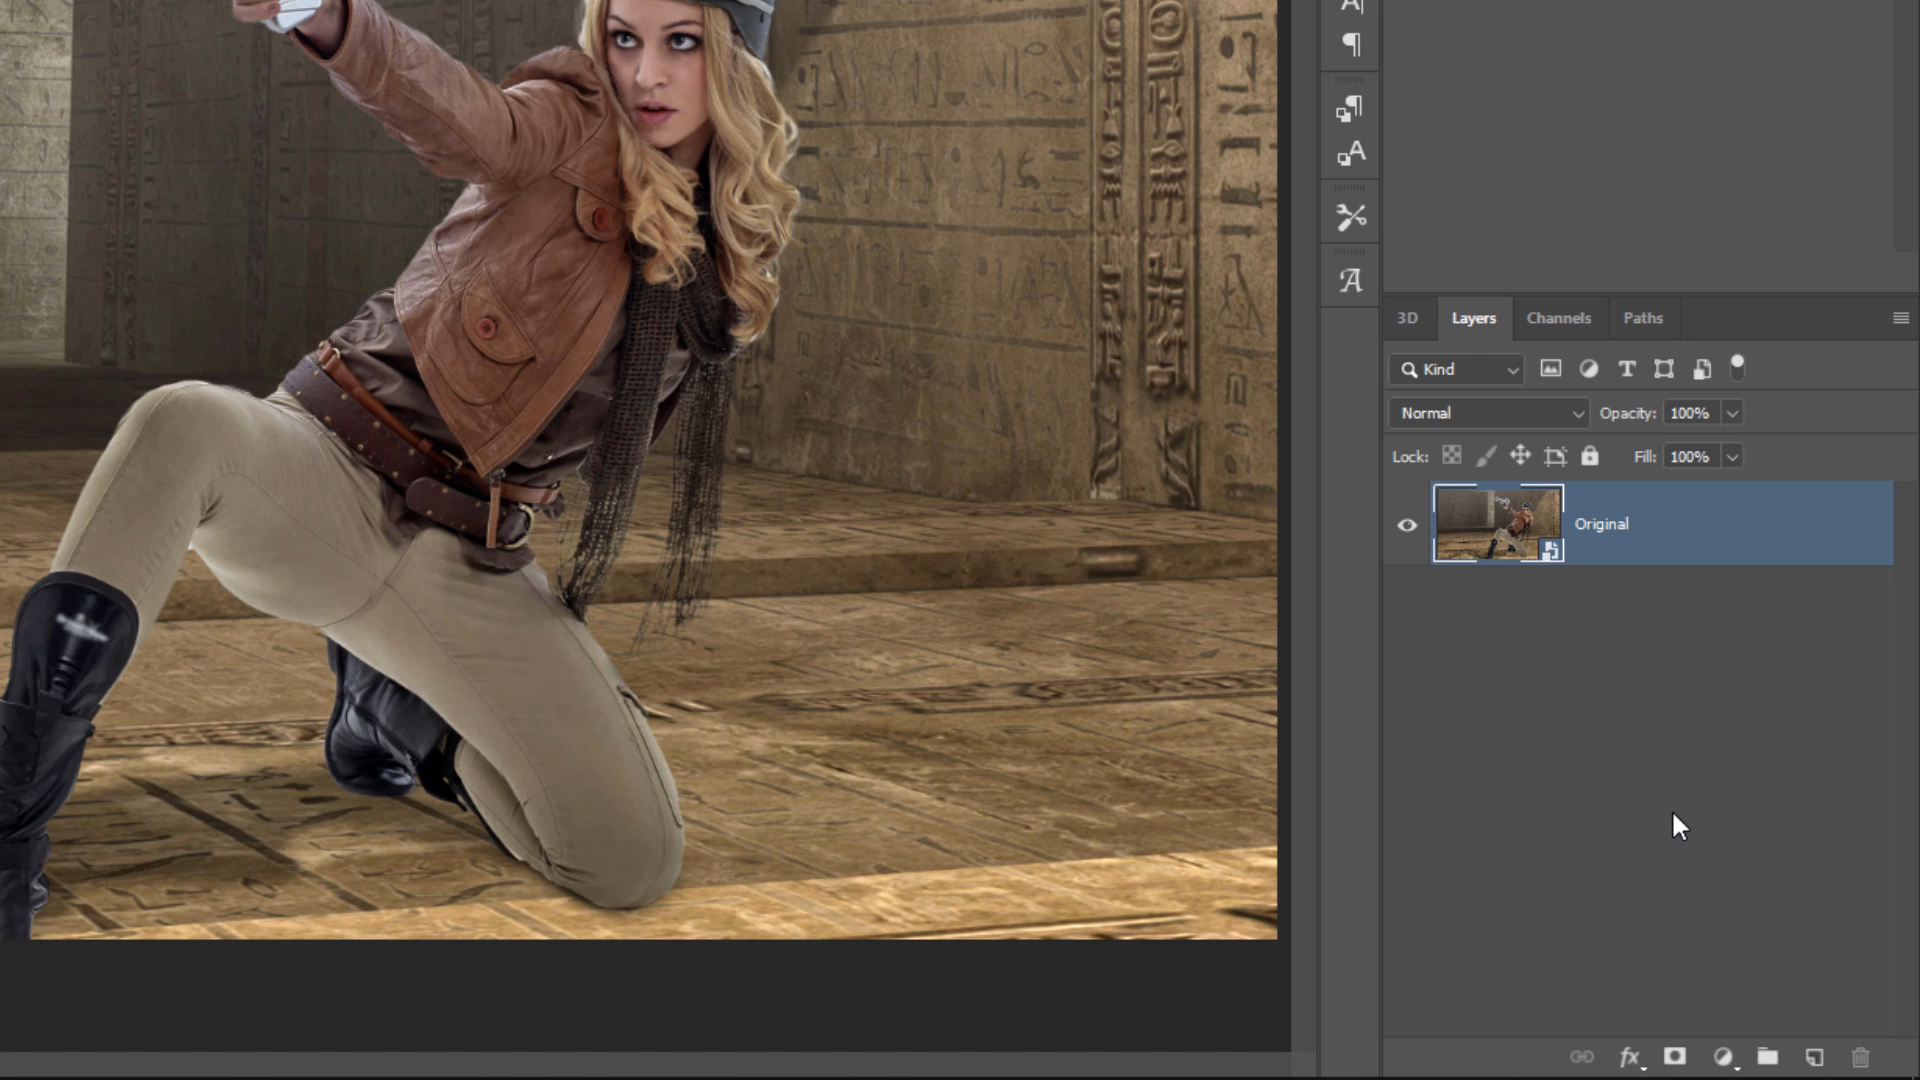 3D Layers Channels Paths
Kind
Normal Opacity: 100%
Lock: Fill: 100%
Original